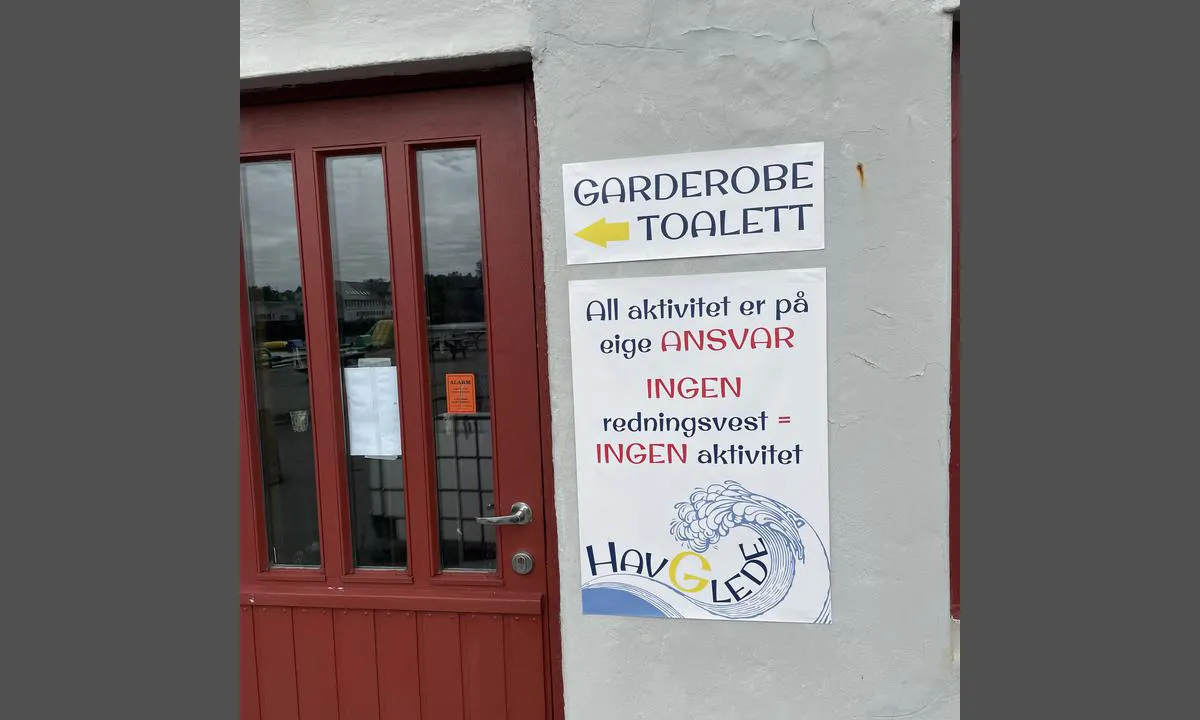 GARDEROBE
TOALETT
All aktivitet er på
eige ANSVAR
INGEN
redningsvest =
INGEN aktivitet
HAVGLEDE
ALARM